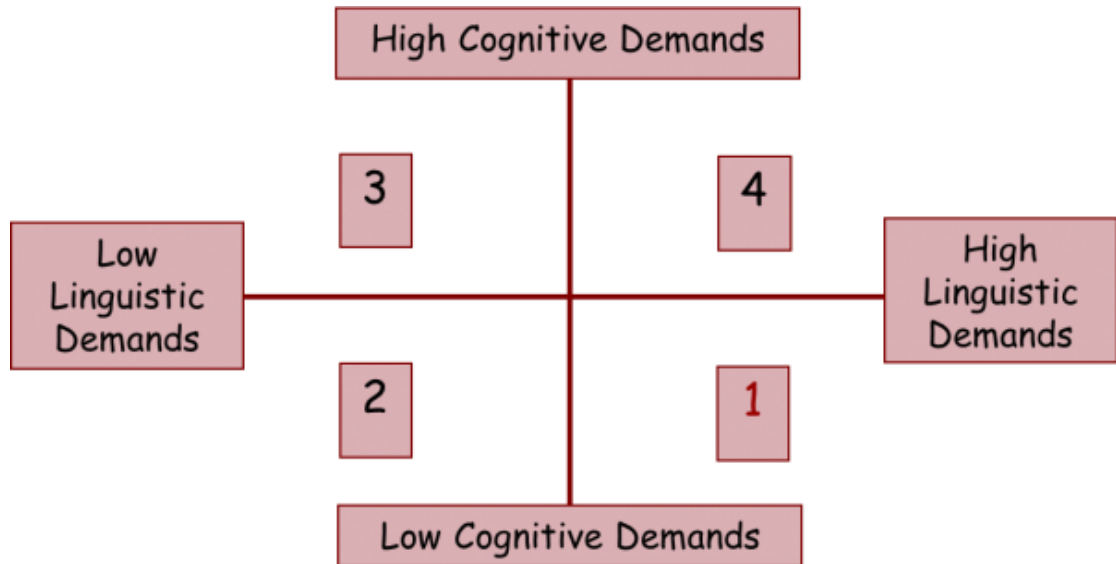 High Cognitive Demands
3
4
Low
Linguistic
Demands
High
Linguistic
Demands
2
1
Low Cognitive Demands